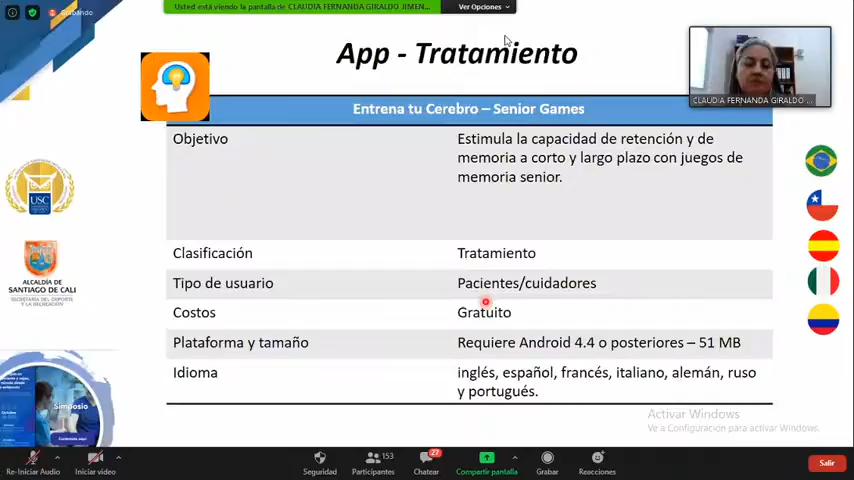 Grabando
Usted está viendo la pantalla de CLAUDIA FERNANDA GIRALDO JIMEN...
Ver Opciones
App - Tratamiento
CLAUDIA FERNANDA GIRALDO ...
Entrena tu Cerebro – Senior Games
Objetivo
Estimula la capacidad de retención y de
memoria a corto y largo plazo con juegos de
memoria senior.
USC
Clasificación
Tratamiento
ALCALDÍA DE
SANTIAGO DE CALI
SECRETARÍA DEL DEPORTE
Y LA RECREACIÓN
Tipo de usuario
Pacientes/cuidadores
Costos
Gratuito
Plataforma y tamaño
Requiere Android 4.4 o posteriores – 51 MB
Idioma
inglés, español, francés, italiano, alemán, ruso
y portugués.
Simposio
Activar Windows
Ve a Configuración para activar Windows.
Re-Iniciar Audio
Iniciar video
Seguridad
153
Participantes
27
Chatear
Compartir pantalla
Grabar
Reacciones
Salir